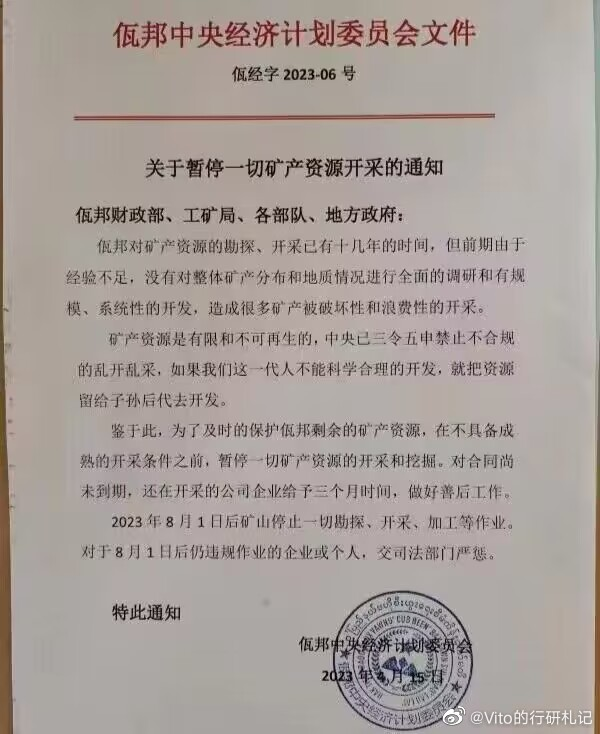 佤邦中央经济计划委员会文件
佤经字 2023-06 号
关于暂停一切矿产资源开采的通知
佤邦财政部、工矿局、各部队、地方政府：
佤邦对矿产资源的勘探、开采已有十几年的时间，但前期由于
经验不足，没有对整体矿产分布和地质情况进行全面的调研和有规
模、系统性的开发，造成很多矿产被破坏性和浪费性的开采。
矿产资源是有限和不可再生的，中央已三令五申禁止不合规
的乱开乱采，如果我们这一代人不能科学合理的开发，就把资源
留给子孙后代去开发。
鉴于此，为了及时的保护佤邦剩余的矿产资源，在不具备成
熟的开采条件之前，暂停一切矿产资源的开采和挖掘。对合同尚
未到期，还在开采的公司企业给予三个月时间，做好善后工作。
2023 年 8 月 1 日后矿山停止一切勘探、开采、加工等作业。
对于 8 月 1 日后仍违规作业的企业或个人，交司法部门严惩。
特此通知
佤邦中央经济计划委员会
2023 年 4 月 15 日
佤邦中央经济计划委员会
@Vito的行研札记